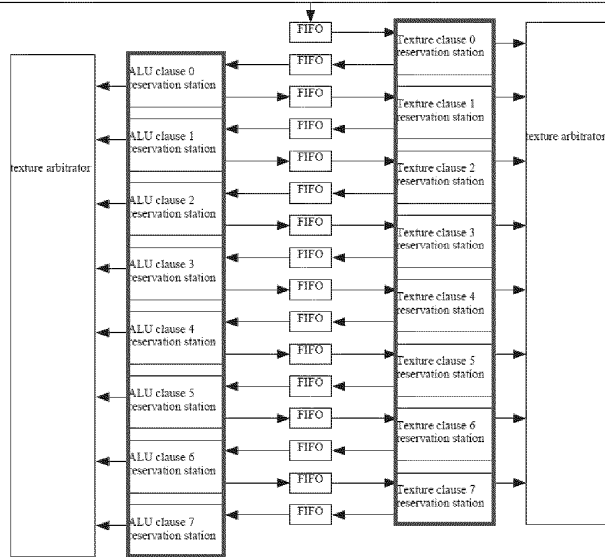 FIFO
Texture clause 0
reservation station
FIFO
ALU clause 0
reservation station
FIFO
Texture clause 1
reservation station
FIFO
ALU clause 1
reservation station
texture arbitrator
texture arbitrator
FIFO
Texture clause 2
reservation station
FIFO
ALU clause 2
reservation station
FIFO
Texture clause 3
reservation station
FIFO
ALU clause 3
reservation station
FIFO
Texture clause 4
reservation station
FIFO
ALU clause 4
reservation station
FIFO
Texture clause 5
reservation station
FIFO
ALU clause 5
reservation station
FIFO
Texture clause 6
reservation station
FIFO
ALU clause 6
reservation station
FIFO
Texture clause 7
reservation station
FIFO
ALU clause 7
reservation station